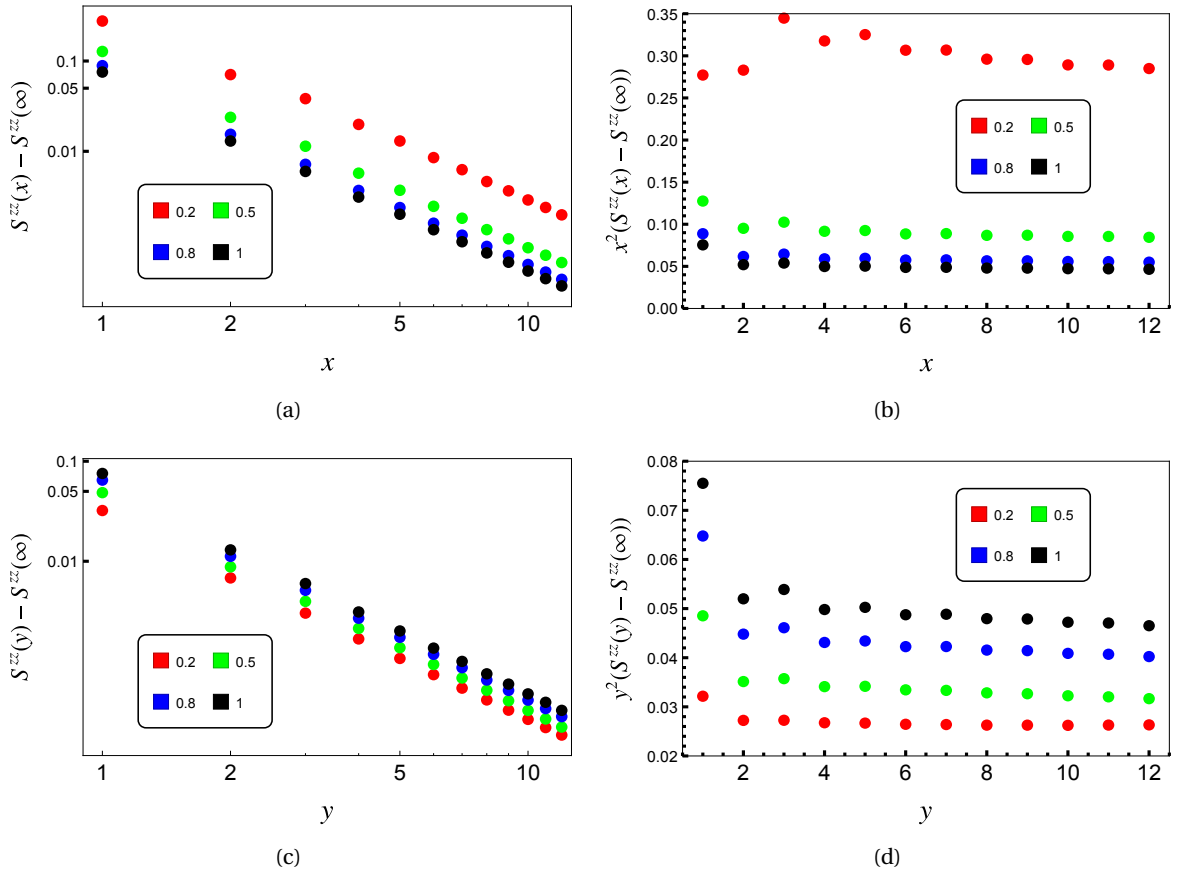 S^{zz}(x) − S^{zz}(∞)
0.1
0.05
0.01
0.2 0.5
0.8 1
1 2 5 10
x
(a)
x^2(S^{zz}(x) − S^{zz}(∞))
0.35
0.30
0.25
0.20
0.15
0.10
0.05
0.00
0.2 0.5
0.8 1
2 4 6 8 10 12
x
(b)
S^{zz}(y) − S^{zz}(∞)
0.1
0.05
0.01
0.2 0.5
0.8 1
1 2 5 10
y
(c)
y^2(S^{zz}(y) − S^{zz}(∞))
0.08
0.07
0.06
0.05
0.04
0.03
0.02
0.2 0.5
0.8 1
2 4 6 8 10 12
y
(d)